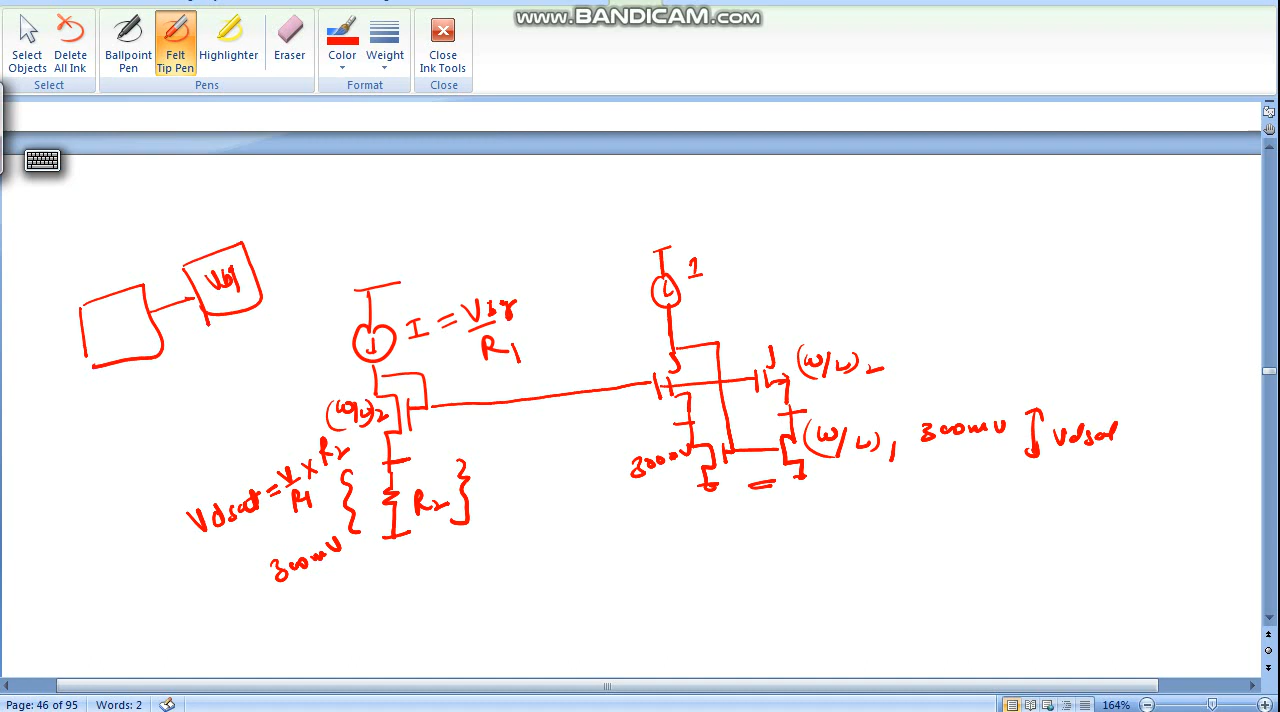 www.BANDICAM.com
Select Objects
Delete All Ink
Ballpoint Pen
Felt Tip Pen
Highlighter
Eraser
Color
Weight
Close Ink Tools
Select
Pens
Format
Close
I = Vbgr / R1
1
(W/L)2
(W/L)2
(W/L)1 300mV Vdsat
300mV
Vdsat = V/R1 x R2
R2
300mV
Page: 46 of 95
Words: 2
164%